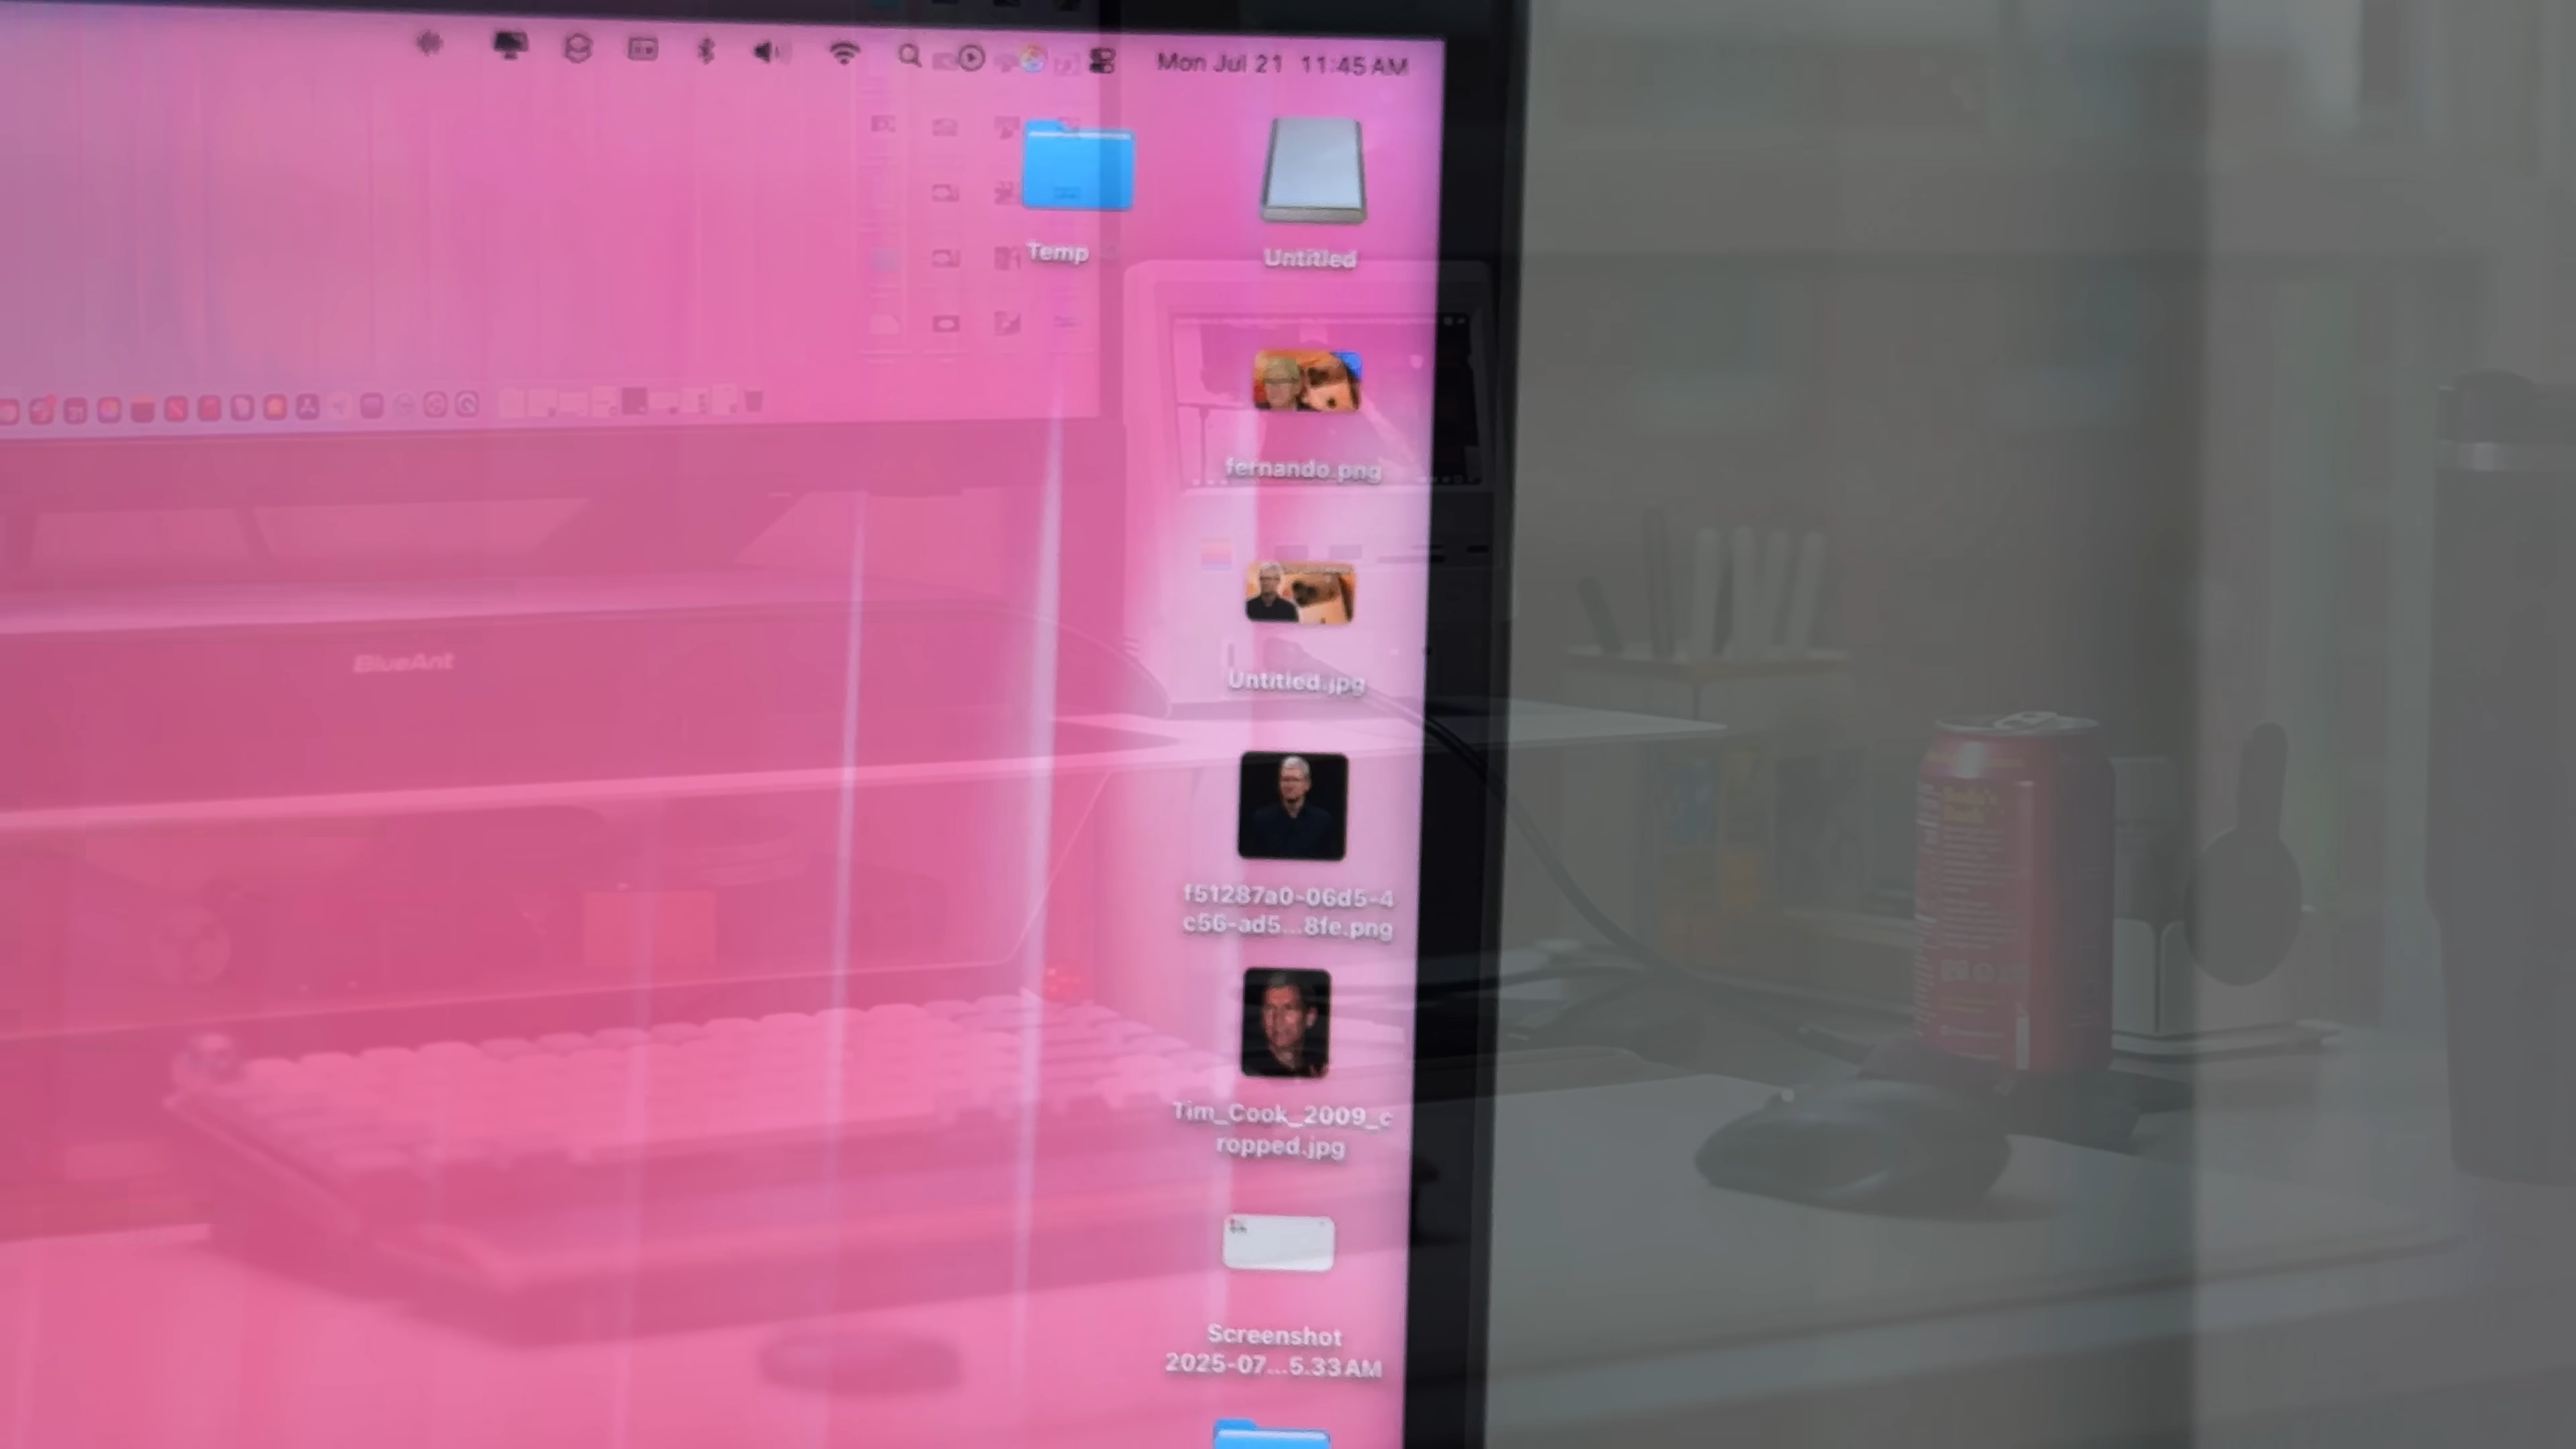 Mon Jul 21 11:45 AM
Temp
Untitled
fernando.png
BlueAnt
Untitled.jpg
f51287a0-06d5-4
c56-ad5...8fe.png
Tim_Cook_2009_c
ropped.jpg
Screenshot
2025-07...5.33 AM